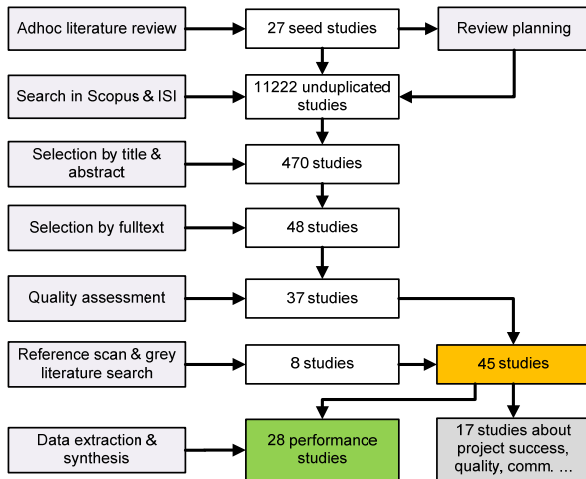 Adhoc literature review
27 seed studies
Review planning
Search in Scopus & ISI
11222 unduplicated
studies
Selection by title &
abstract
470 studies
Selection by fulltext
48 studies
Quality assessment
37 studies
Reference scan & grey
literature search
8 studies
45 studies
Data extraction &
synthesis
28 performance
studies
17 studies about
project success,
quality, comm. ...